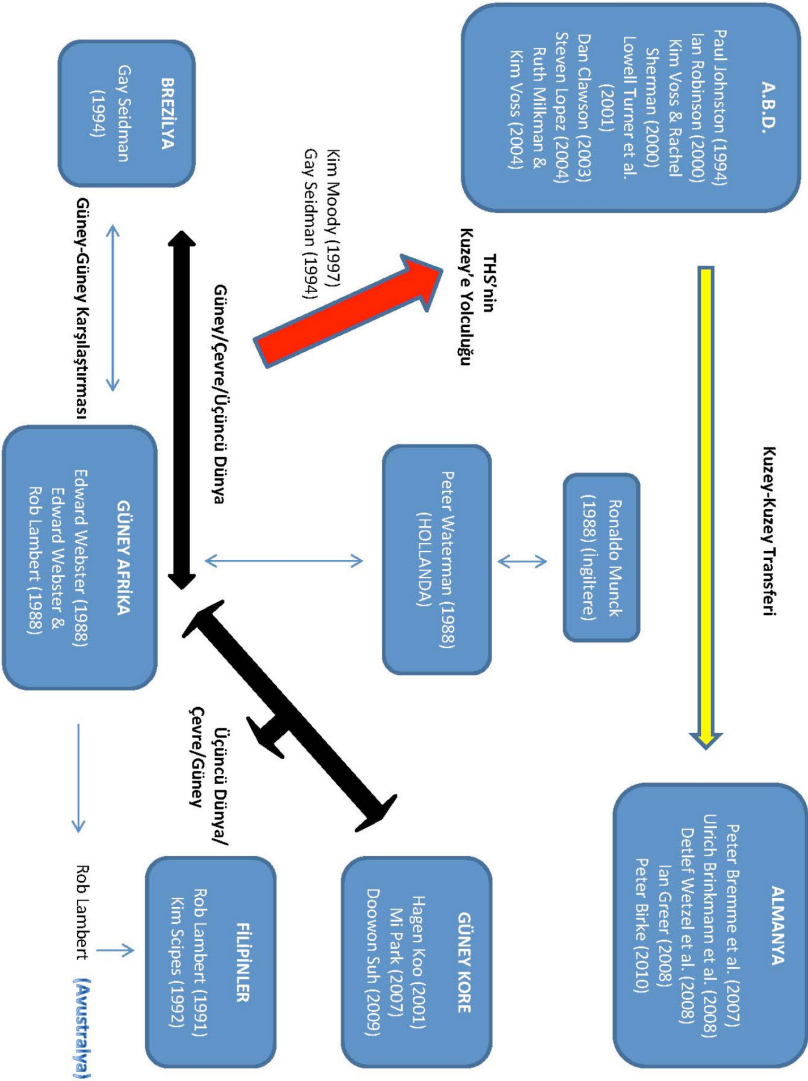 A.B.D.
Paul Johnston (1994)
Ian Robinson (2000)
Kim Voss & Rachel
Sherman (2000)
Lowell Turner et al.
(2001)
Dan Clawson (2003)
Steven Lopez (2004)
Ruth Milkman &
Kim Voss (2004)
Kuzey-Kuzey Transferi
ALMANYA
Peter Bremme et al. (2007)
Ulrich Brinkmann et al. (2008)
Detlef Wetzel et al. (2008)
Ian Greer (2008)
Peter Birke (2010)
THS’nin
Kuzey’e Yolculuğu
Kim Moody (1997)
Gay Seidman (1994)
Ronaldo Munck
(1988) (İngiltere)
Peter Waterman (1988)
(HOLLANDA)
Güney/Çevre/Üçüncü Dünya
BREZİLYA
Gay Seidman
(1994)
Güney-Güney Karşılaştırması
GÜNEY AFRİKA
Edward Webster (1988)
Edward Webster &
Rob Lambert (1988)
Üçüncü Dünya/
Çevre/Güney
GÜNEY KORE
Hagen Koo (2001)
Mi Park (2007)
Doowon Suh (2009)
FİLİPİNLER
Rob Lambert (1991)
Kim Scipes (1992)
Rob Lambert (Avustralya)